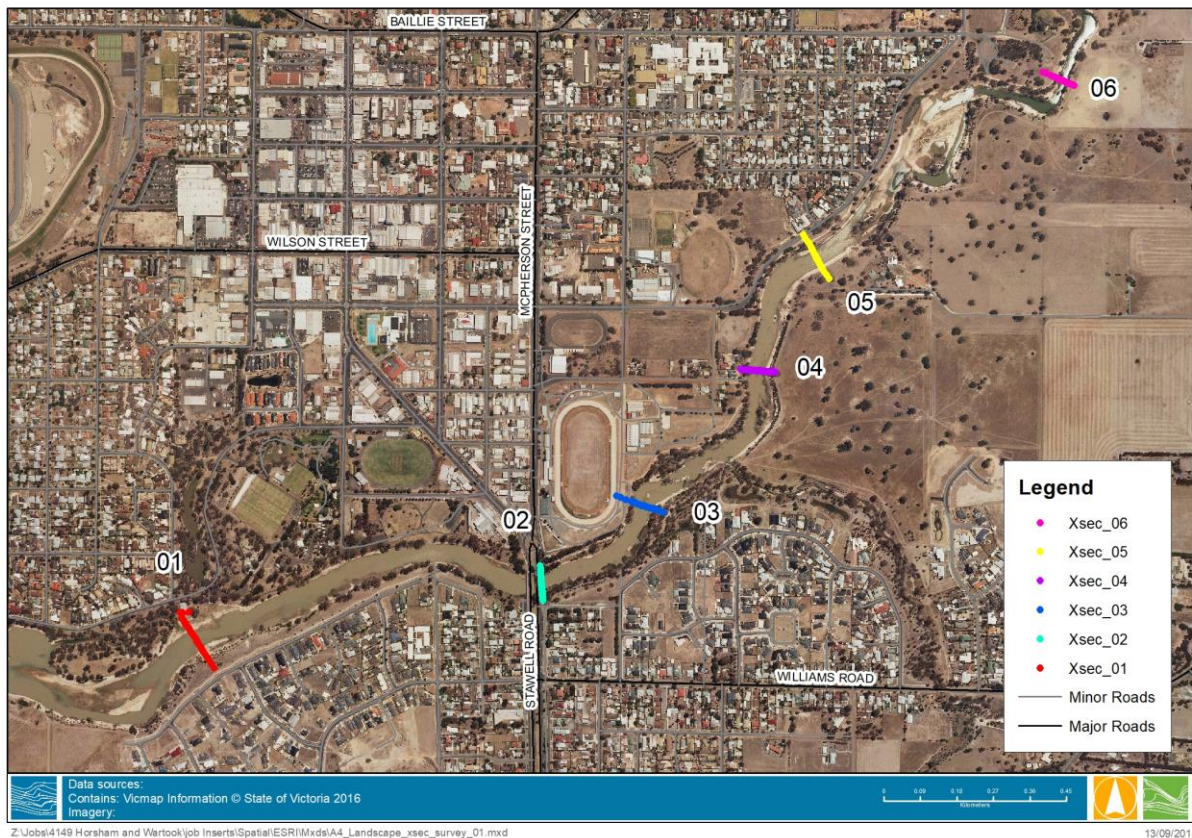 BAILLIE STREET
06
MCPHERSON STREET
WILSON STREET
05
04
02
03
01
STAWELL ROAD
WILLIAMS ROAD
Legend
Xsec_06
Xsec_05
Xsec_04
Xsec_03
Xsec_02
Xsec_01
Minor Roads
Major Roads
Data sources:
Contains: Vicmap Information © State of Victoria 2016
Imagery:
0 0.09 0.18 0.27 0.36 0.45
Kilometers
Z:\Jobs\4149 Horsham and Wartook\job Inserts\Spatial\ESRI\Mxds\A4_Landscape_xsec_survey_01.mxd
13/09/201